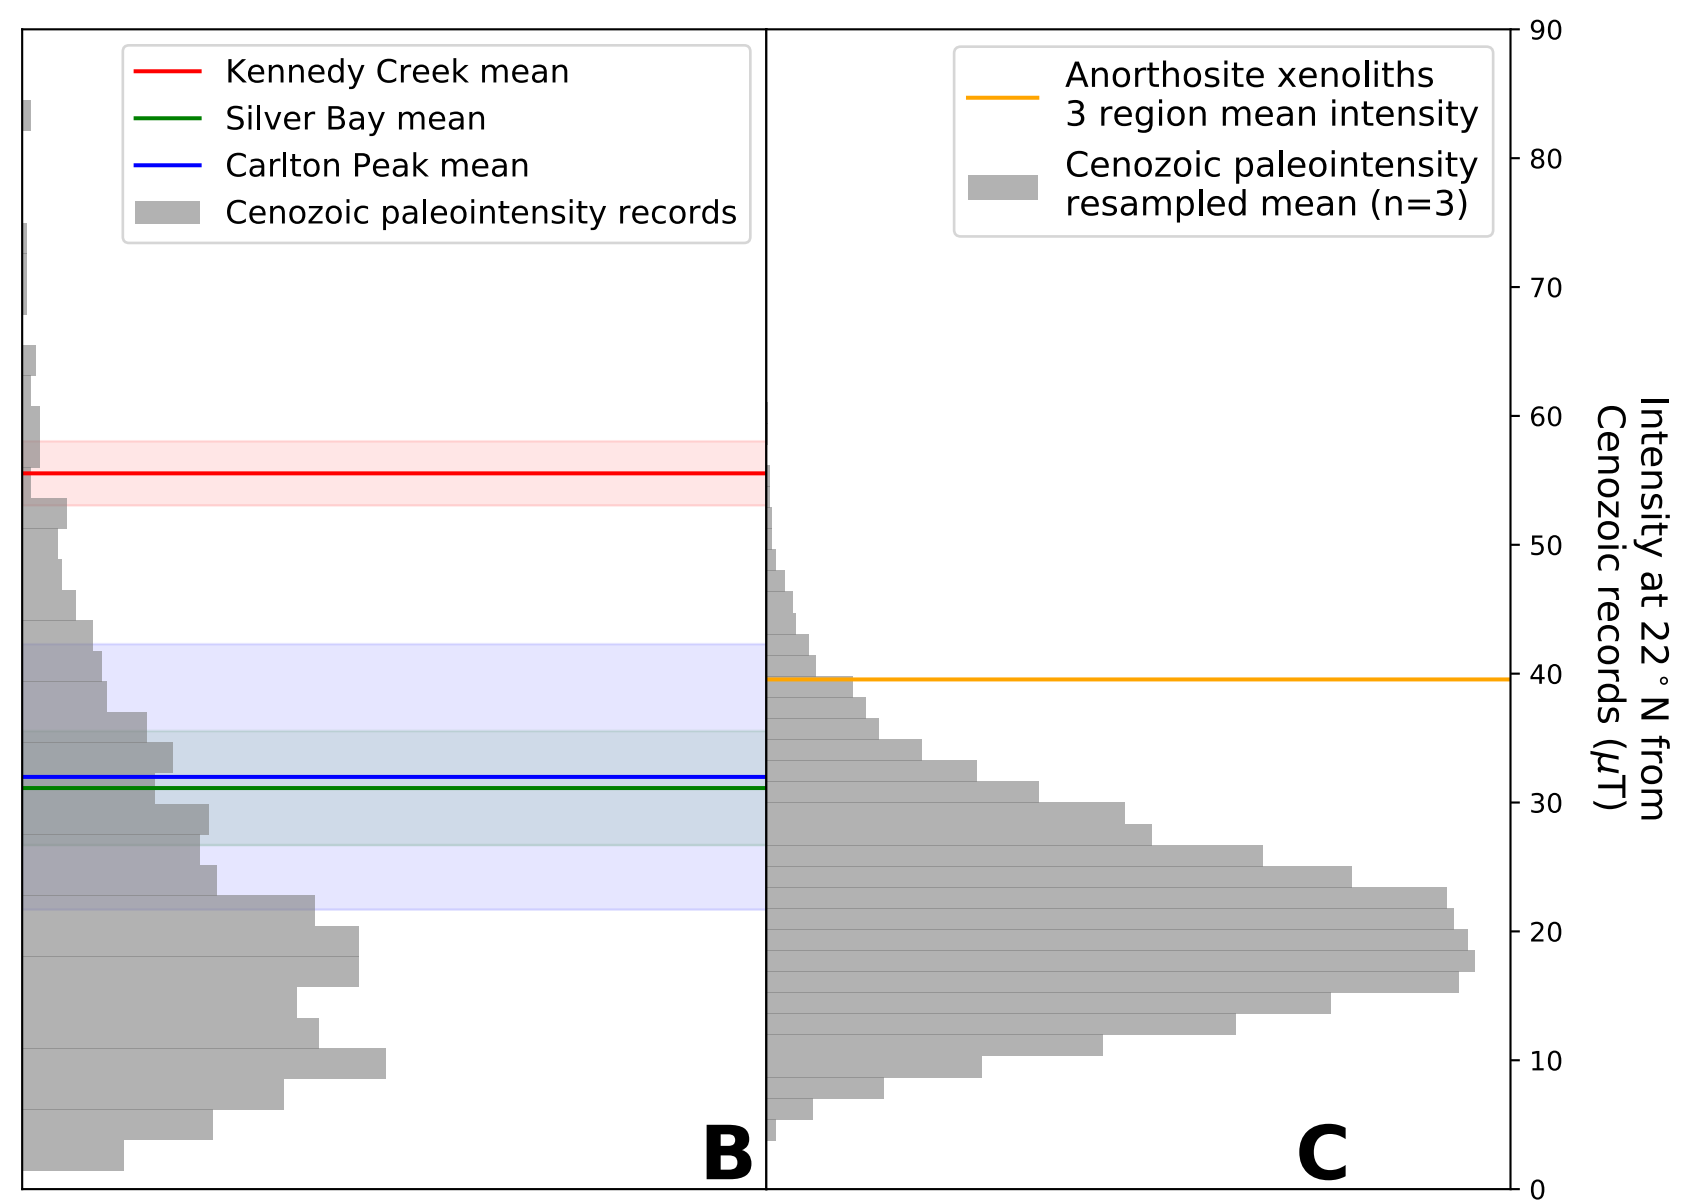 Kennedy Creek mean
Silver Bay mean
Carlton Peak mean
Cenozoic paleointensity records
B
Anorthosite xenoliths
3 region mean intensity
Cenozoic paleointensity
resampled mean (n=3)
C
90
80
70
60
50
40
30
20
10
0
Intensity at 22°N from
Cenozoic records (μT)